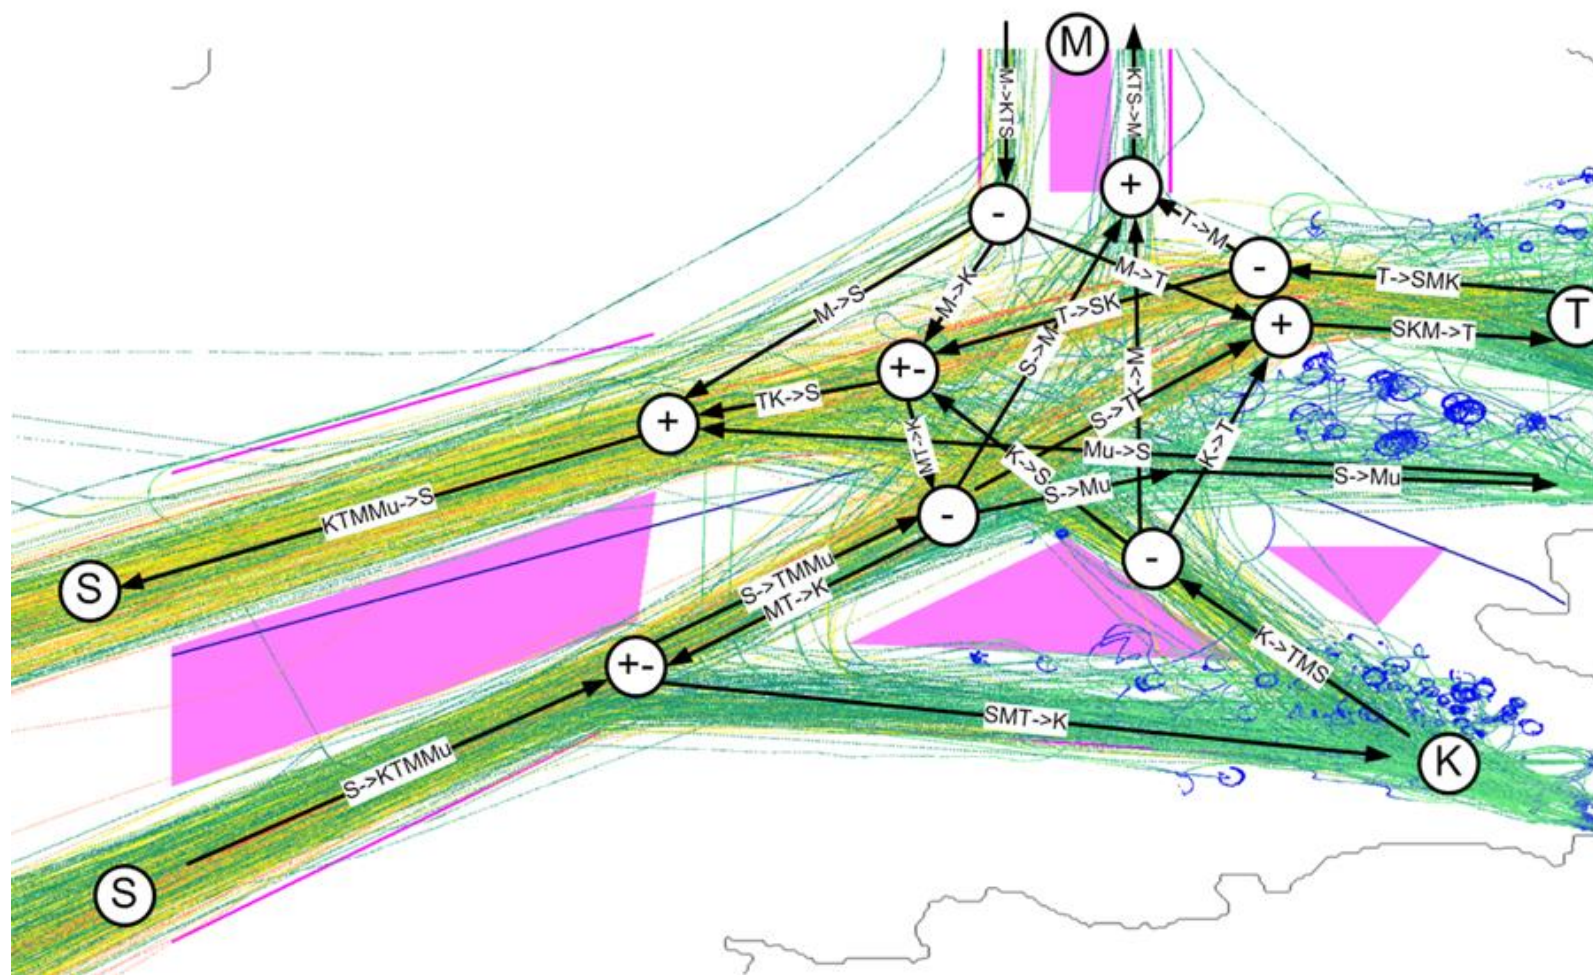 M
M->KTS
KTS->M
-
+
T->M
-
T->SMK
T
M->T
M->S
M->K
T->SK
+
SKM->T
S->M
+-
TK->S
+
S->T
K->T
MT->K
Mu->S
K->S
S->Mu
S->Mu
KTMMu->S
-
-
S
S->TMMu
MT->K
+-
K->TMS
SMT->K
S->KTMMu
K
S